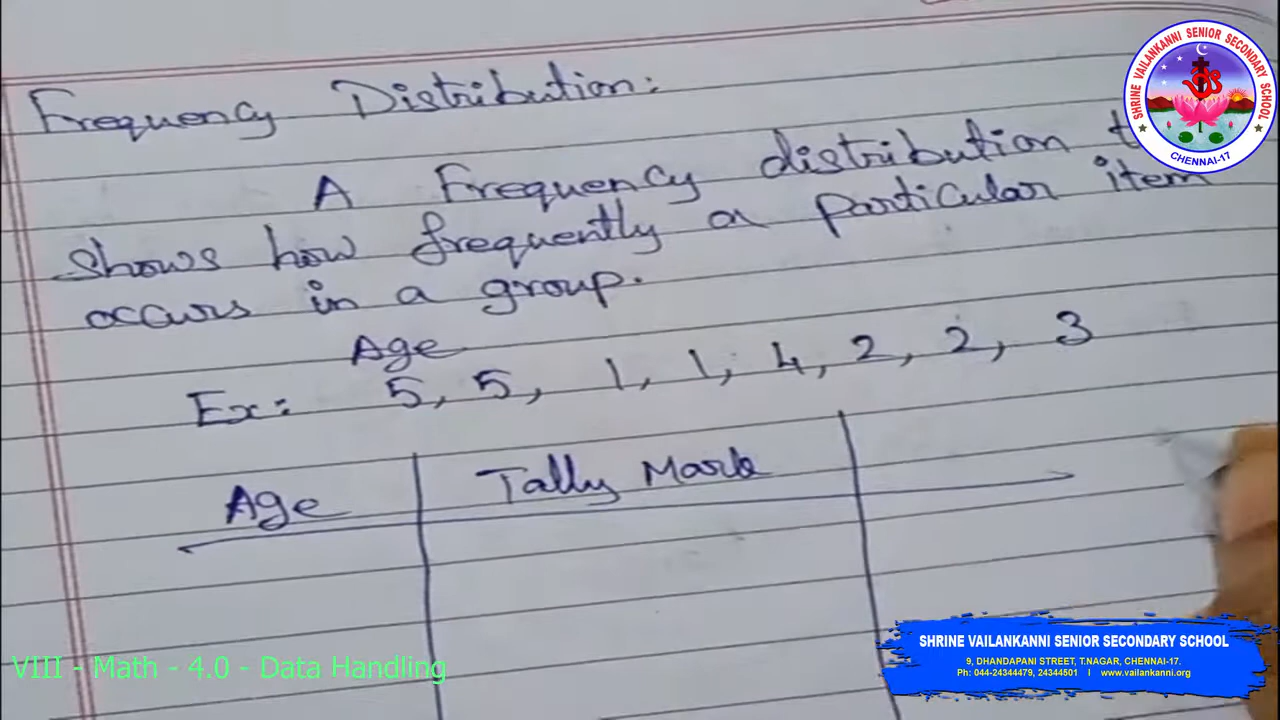 Frequency Distribution:
A Frequency distribution
shows how frequently a particular item
occurs in a group.
Age
Ex: 5, 5, 1, 1, 4, 2, 2, 3
Age Tally Mark
SHRINE VAILANKANNI SENIOR SECONDARY SCHOOL
CHENNAI-17
VIII - Math - 4.0 - Data Handling
SHRINE VAILANKANNI SENIOR SECONDARY SCHOOL
9, DHANDAPANI STREET, T.NAGAR, CHENNAI-17.
Ph: 044-24344479, 24344501 I www.vailankanni.org